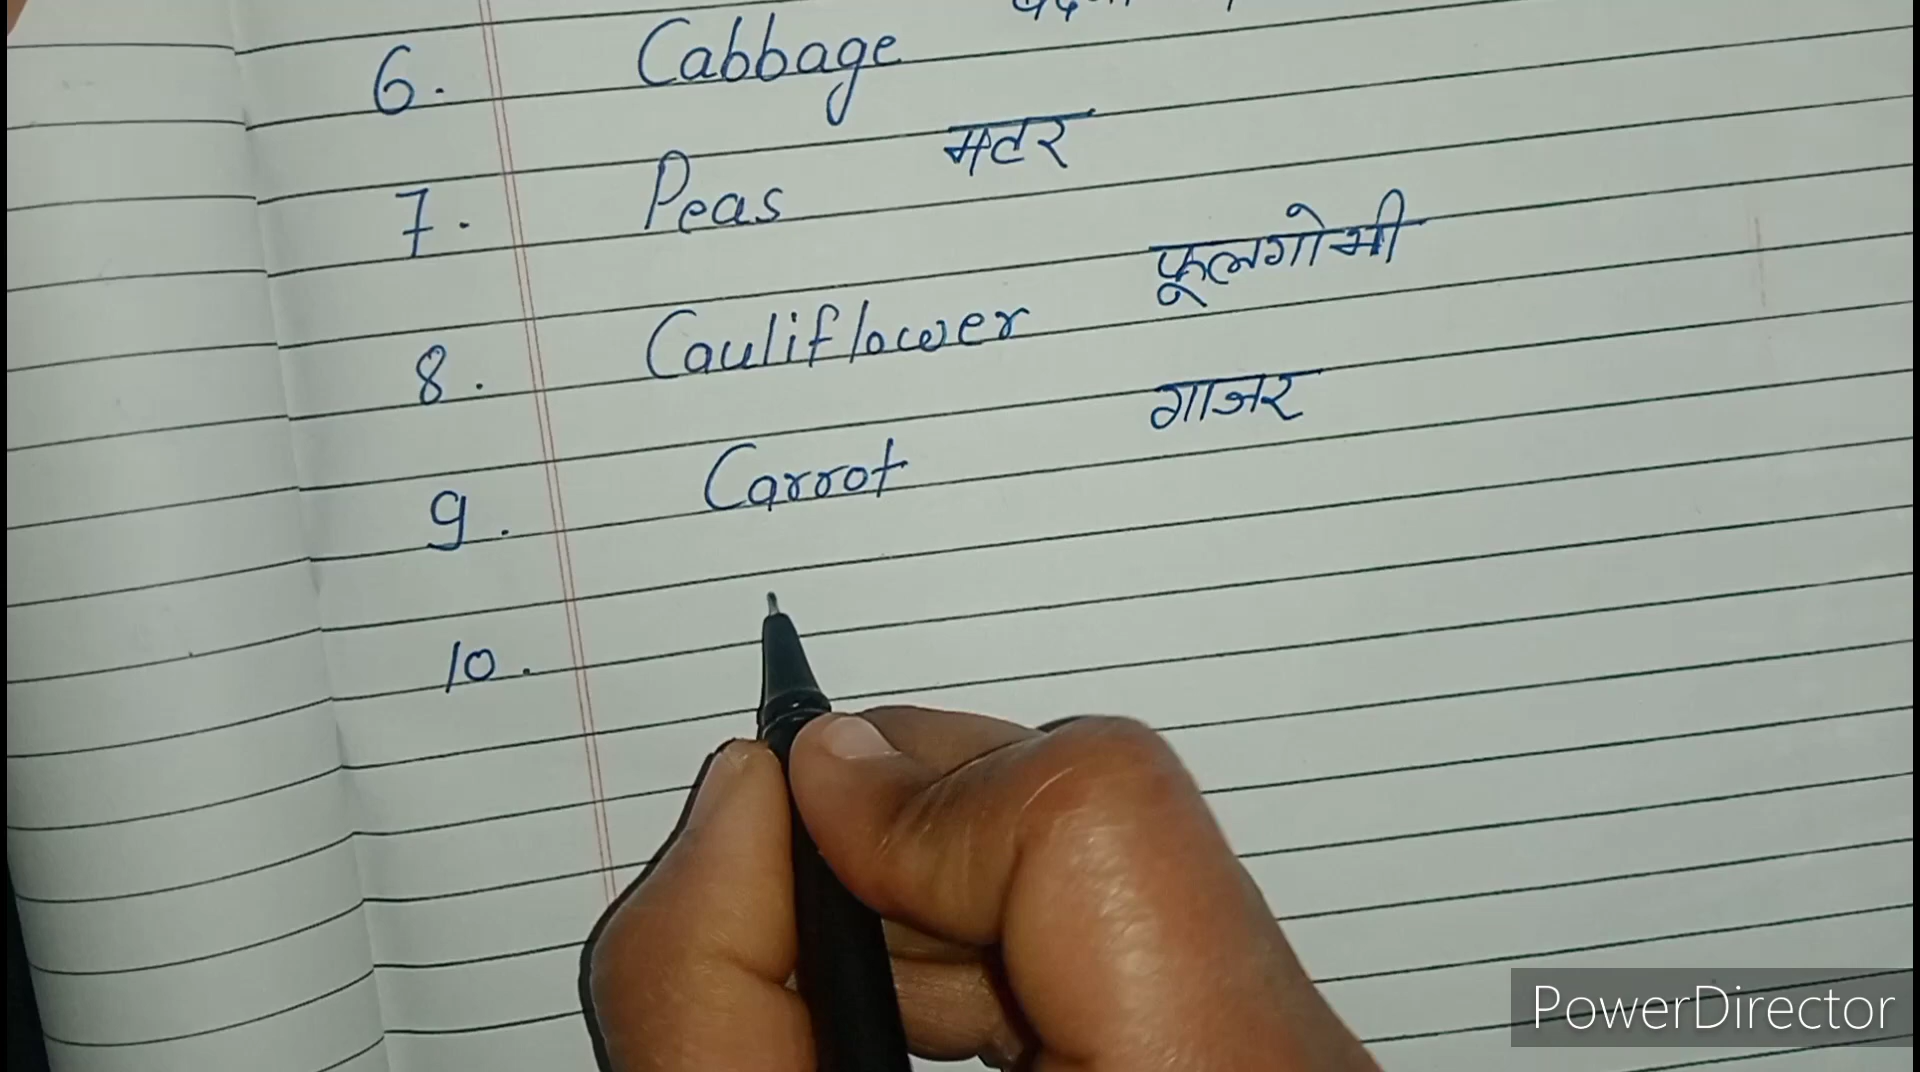 6. Cabbage
7. Peas मटर
8. Cauliflower फूलगोभी
9. Carrot गाजर
10.
PowerDirector